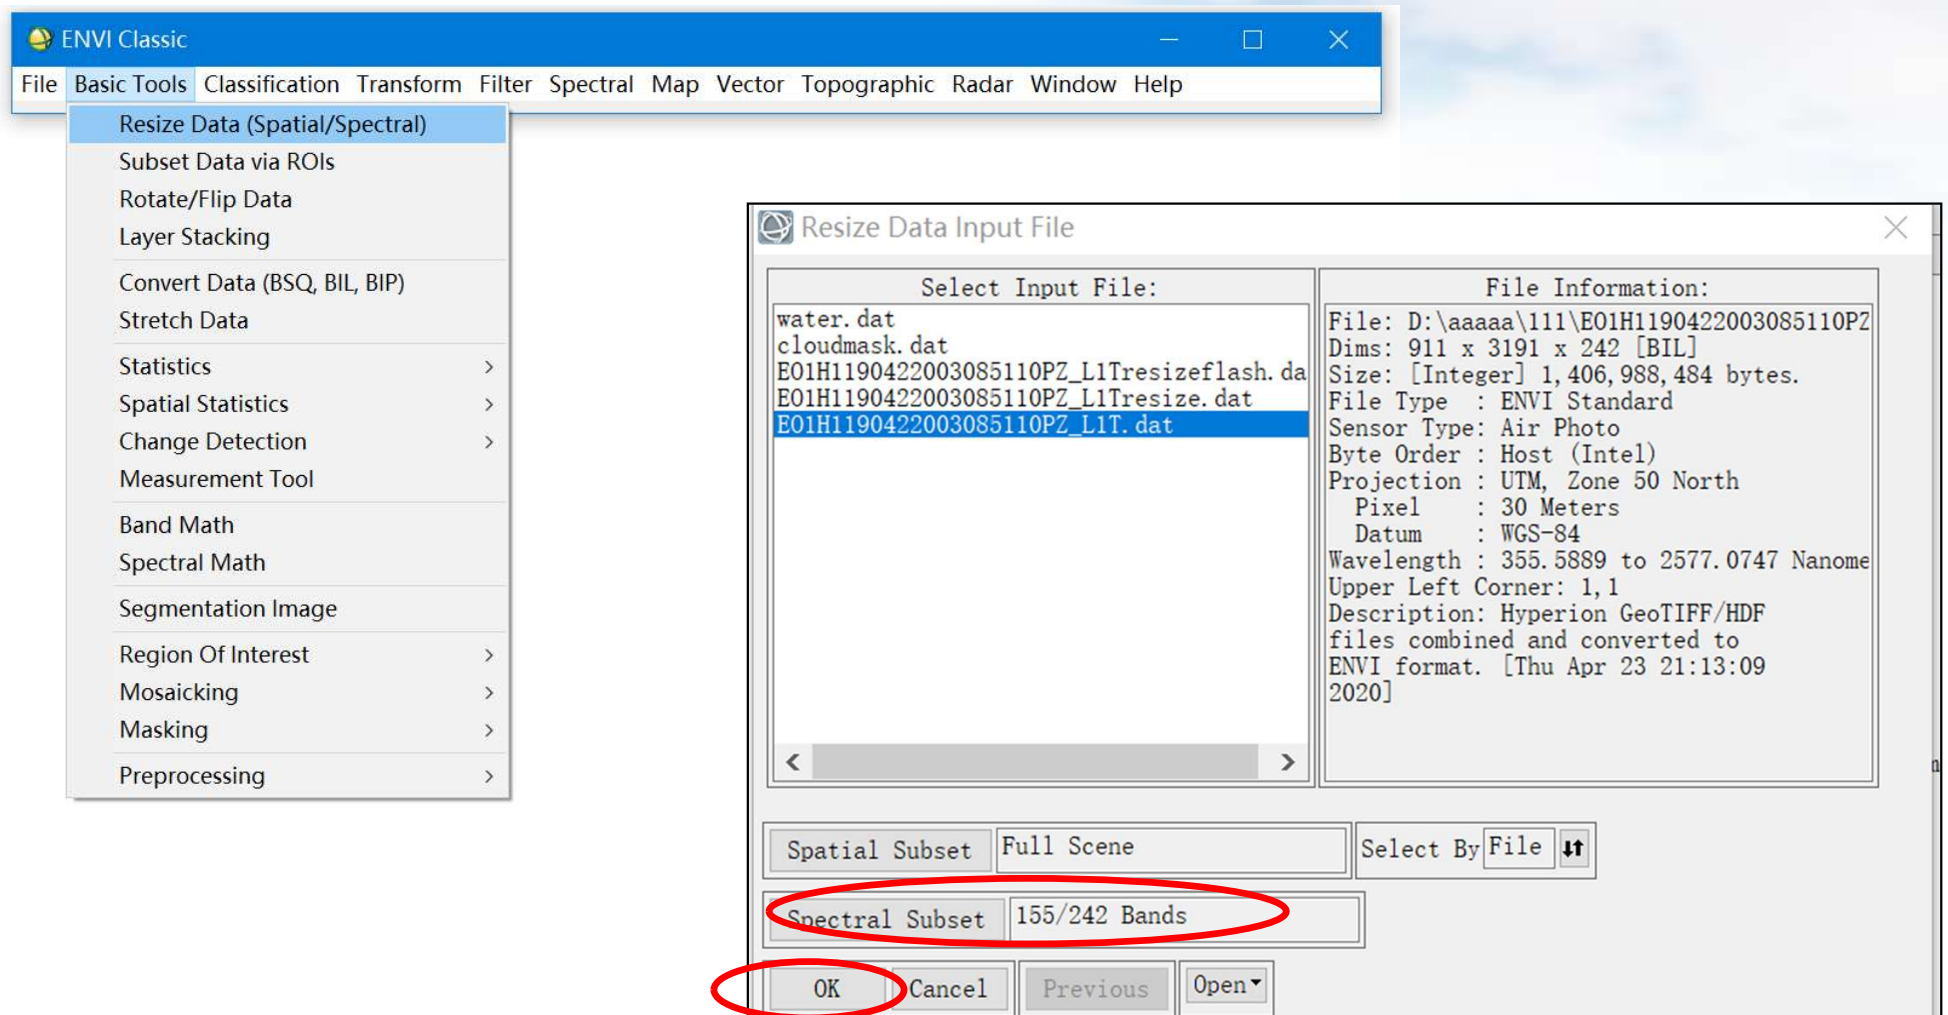 ENVI Classic
File Basic Tools Classification Transform Filter Spectral Map Vector Topographic Radar Window Help
Resize Data (Spatial/Spectral)
Subset Data via ROIs
Rotate/Flip Data
Layer Stacking
Convert Data (BSQ, BIL, BIP)
Stretch Data
Statistics
Spatial Statistics
Change Detection
Measurement Tool
Band Math
Spectral Math
Segmentation Image
Region Of Interest
Mosaicking
Masking
Preprocessing
Resize Data Input File
Select Input File:
water.dat
cloudmask.dat
EO1H1190422003085110PZ_L1Tresizeflash.da
EO1H1190422003085110PZ_L1Tresize.dat
EO1H1190422003085110PZ_L1T.dat
File Information:
File: D:\aaaaa\111\EO1H1190422003085110PZ
Dims: 911 x 3191 x 242 [BIL]
Size: [Integer] 1,406,988,484 bytes.
File Type : ENVI Standard
Sensor Type: Air Photo
Byte Order : Host (Intel)
Projection : UTM, Zone 50 North
Pixel : 30 Meters
Datum : WGS-84
Wavelength : 355.5889 to 2577.0747 Nanome
Upper Left Corner: 1,1
Description: Hyperion GeoTIFF/HDF
files combined and converted to
ENVI format. [Thu Apr 23 21:13:09
2020]
Spatial Subset Full Scene
Select By File
Spectral Subset 155/242 Bands
OK Cancel Previous Open